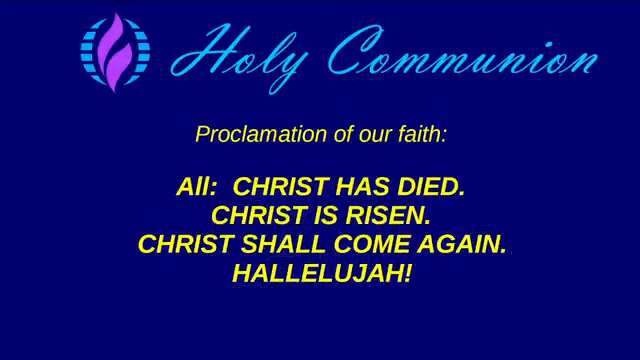 Holy Communion
Proclamation of our faith:
All:  CHRIST HAS DIED.
CHRIST IS RISEN.
CHRIST SHALL COME AGAIN.
HALLELUJAH!